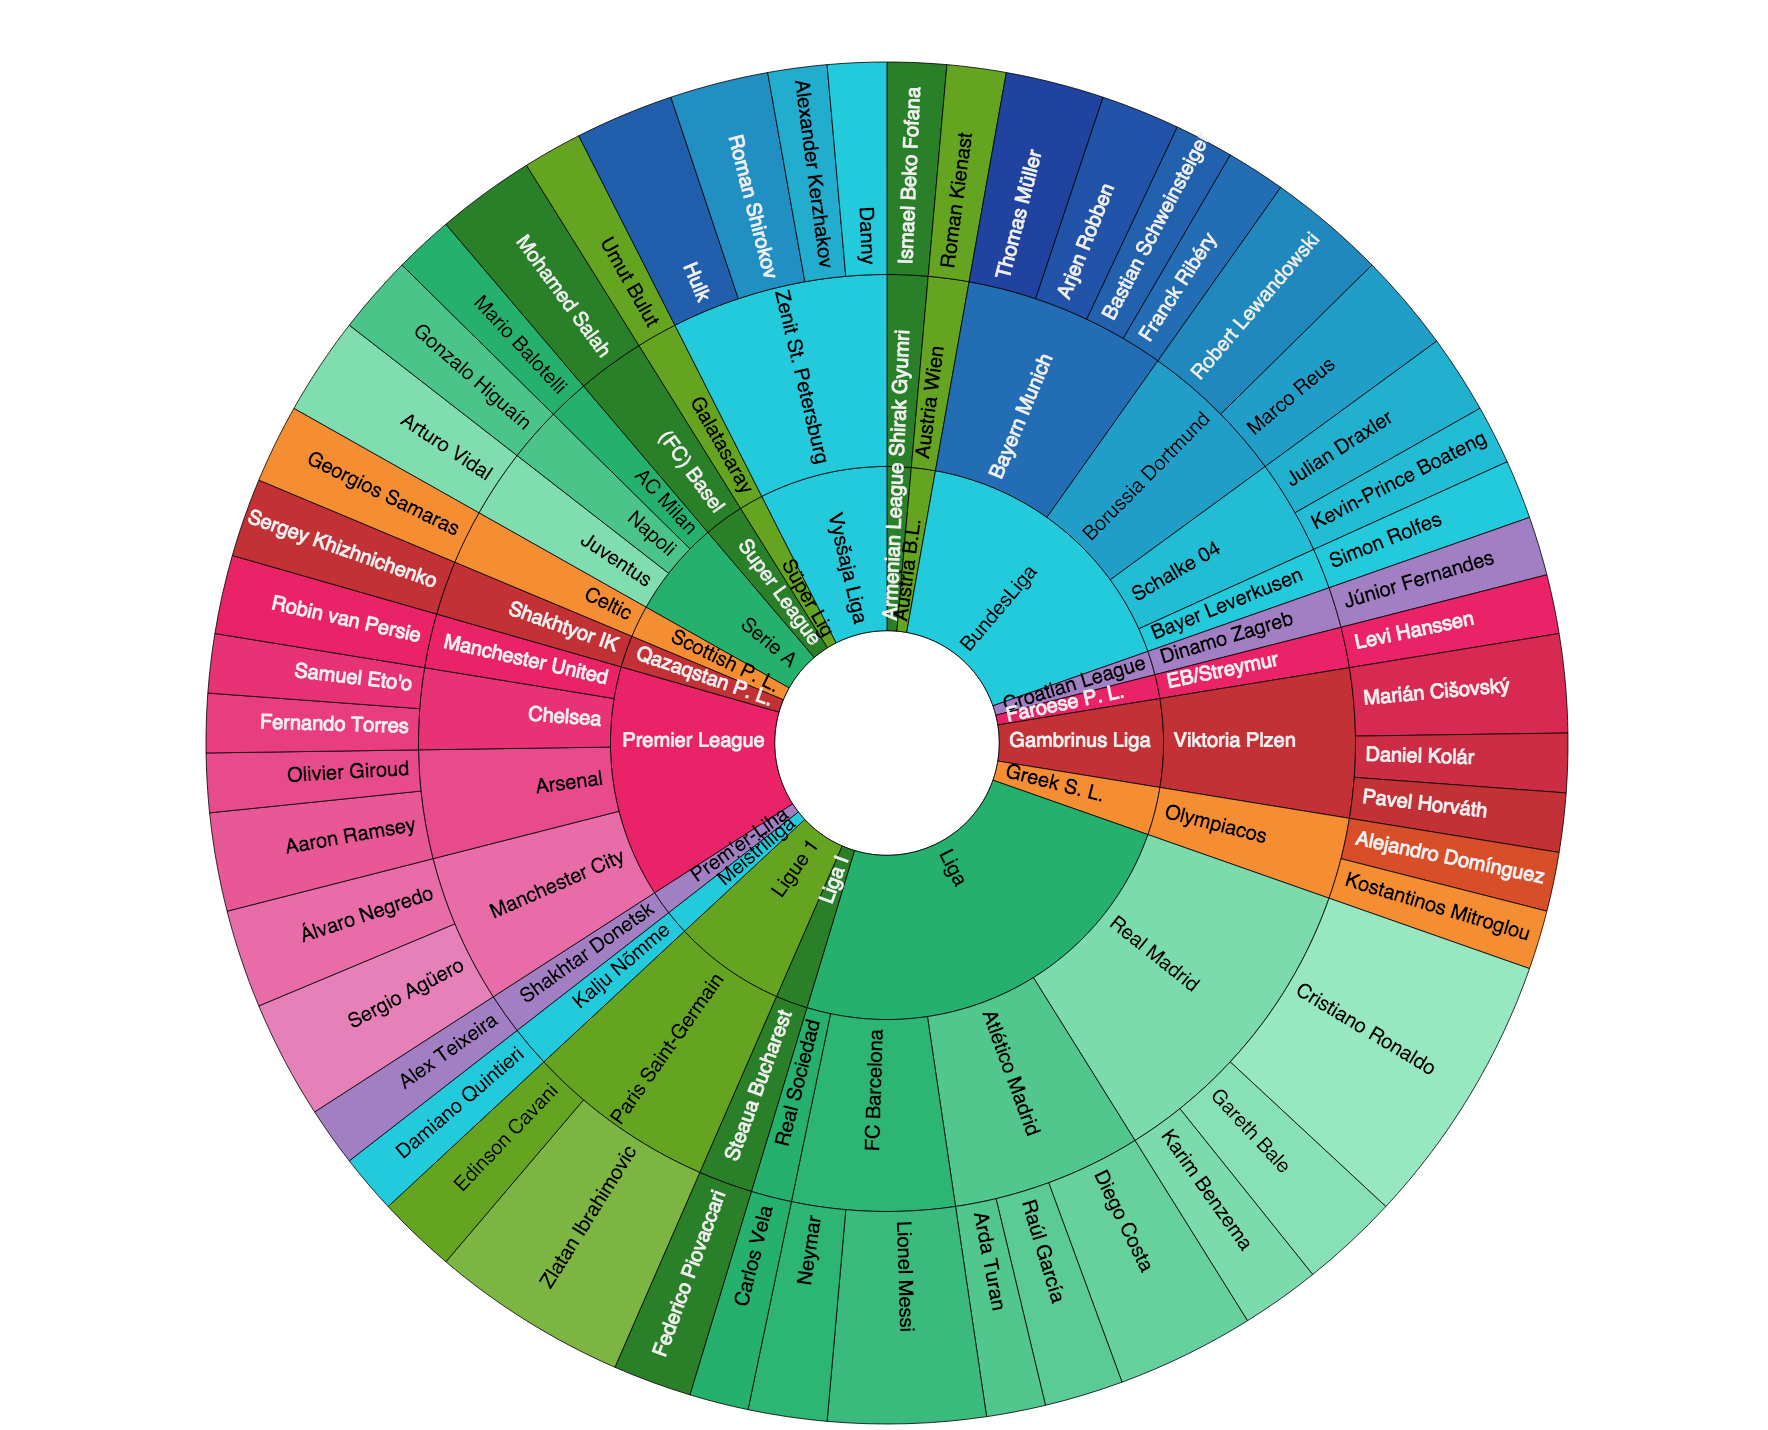 Armenian League
Shirak Gyumri
Ismael Beko Fofana
Austria B.L.
Austria Wien
Roman Kienast
BundesLiga
Bayern Munich
Thomas Müller
Arjen Robben
Bastian Schweinsteige
Franck Ribéry
Borussia Dortmund
Robert Lewandowski
Marco Reus
Schalke 04
Julian Draxler
Kevin-Prince Boateng
Bayer Leverkusen
Simon Rolfes
Croatian League
Dinamo Zagreb
Júnior Fernandes
Faroese P. L.
EB/Streymur
Levi Hanssen
Gambrinus Liga
Viktoria Plzen
Marián Cišovský
Daniel Kolár
Pavel Horváth
Greek S. L.
Olympiacos
Alejandro Domínguez
Kostantinos Mitroglou
Liga
Real Madrid
Cristiano Ronaldo
Gareth Bale
Karim Benzema
Atlético Madrid
Diego Costa
Raúl García
Arda Turan
FC Barcelona
Lionel Messi
Neymar
Real Sociedad
Carlos Vela
Liga I
Steaua Bucharest
Federico Piovaccari
Ligue 1
Paris Saint-Germain
Zlatan Ibrahimovic
Edinson Cavani
Meistriliiga
Kalju Nõmme
Damiano Quintieri
Prem'er-Liha
Shakhtar Donetsk
Alex Teixeira
Premier League
Manchester City
Sergio Agüero
Álvaro Negredo
Arsenal
Aaron Ramsey
Olivier Giroud
Chelsea
Fernando Torres
Samuel Eto'o
Manchester United
Robin van Persie
Qazaqstan P. L.
Shakhtyor IK
Sergey Khizhnichenko
Scottish P. L.
Celtic
Georgios Samaras
Serie A
Juventus
Arturo Vidal
Napoli
Gonzalo Higuaín
AC Milan
Mario Balotelli
Super League
(FC) Basel
Mohamed Salah
Süper Lig
Galatasaray
Umut Bulut
Vysšaja Liga
Zenit St. Petersburg
Hulk
Roman Shirokov
Alexander Kerzhakov
Danny